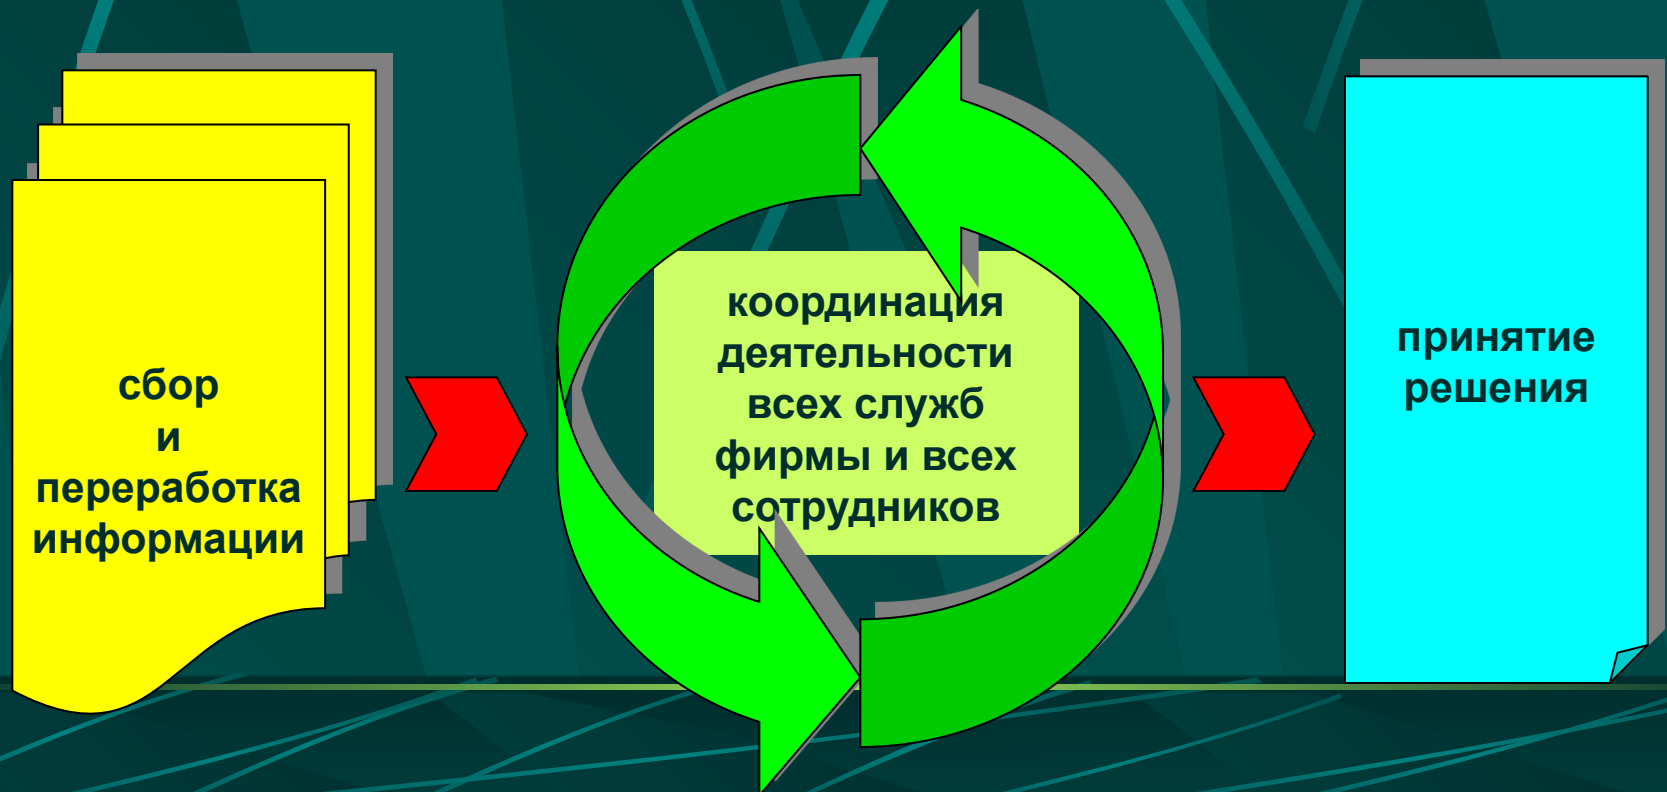 сбор
и
переработка
информации
координация
деятельности
всех служб
фирмы и всех
сотрудников
принятие
решения